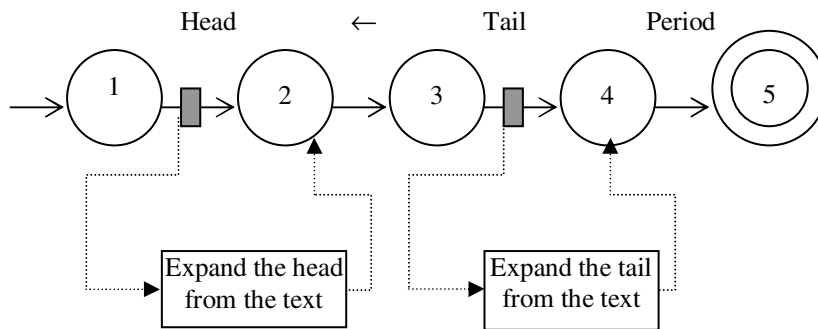 Head ← Tail Period
1 2 3 4 5
Expand the head
from the text
Expand the tail
from the text